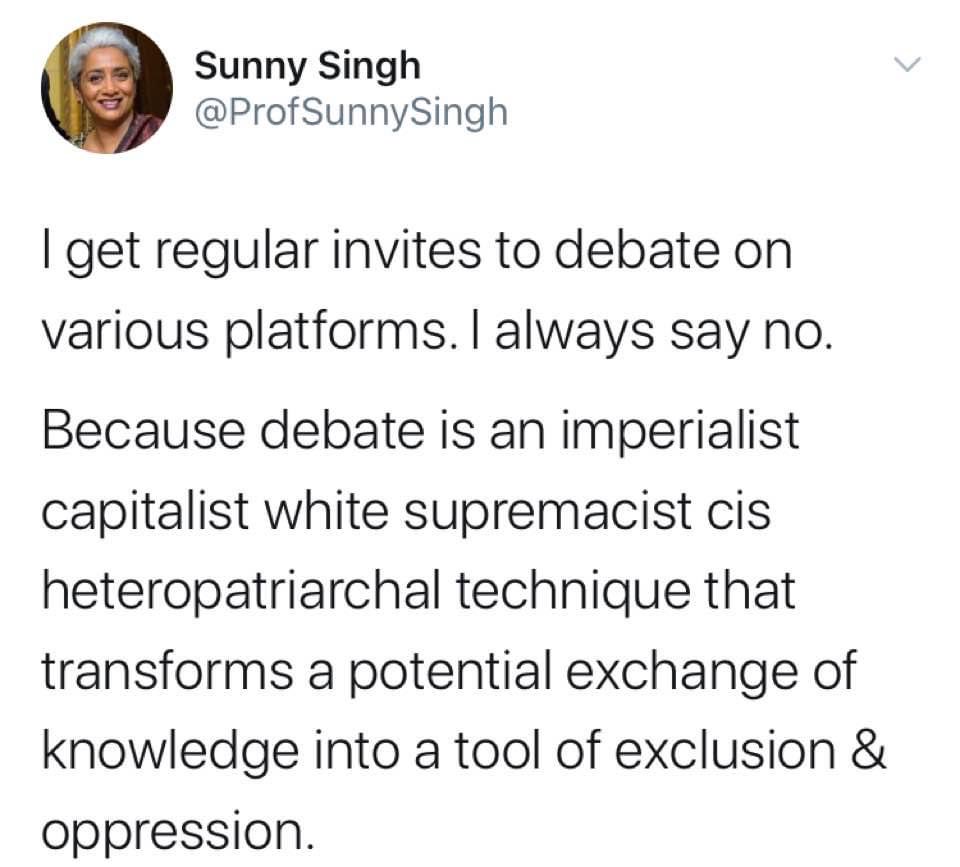 Sunny Singh
@ProfSunnySingh
I get regular invites to debate on
various platforms. I always say no.
Because debate is an imperialist
capitalist white supremacist cis
heteropatriarchal technique that
transforms a potential exchange of
knowledge into a tool of exclusion &
oppression.